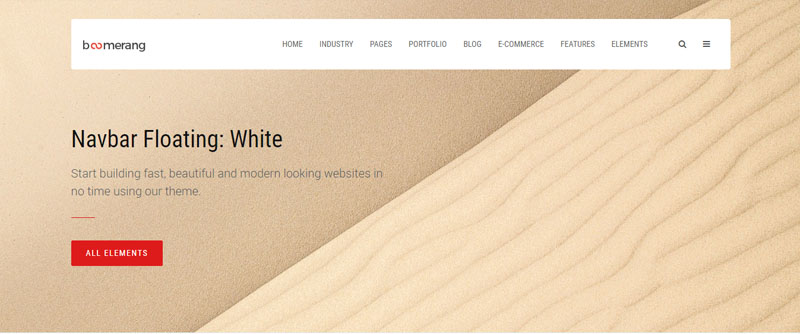 boomerang
HOME INDUSTRY PAGES PORTFOLIO BLOG E-COMMERCE FEATURES ELEMENTS
Navbar Floating: White
Start building fast, beautiful and modern looking websites in
no time using our theme.
ALL ELEMENTS